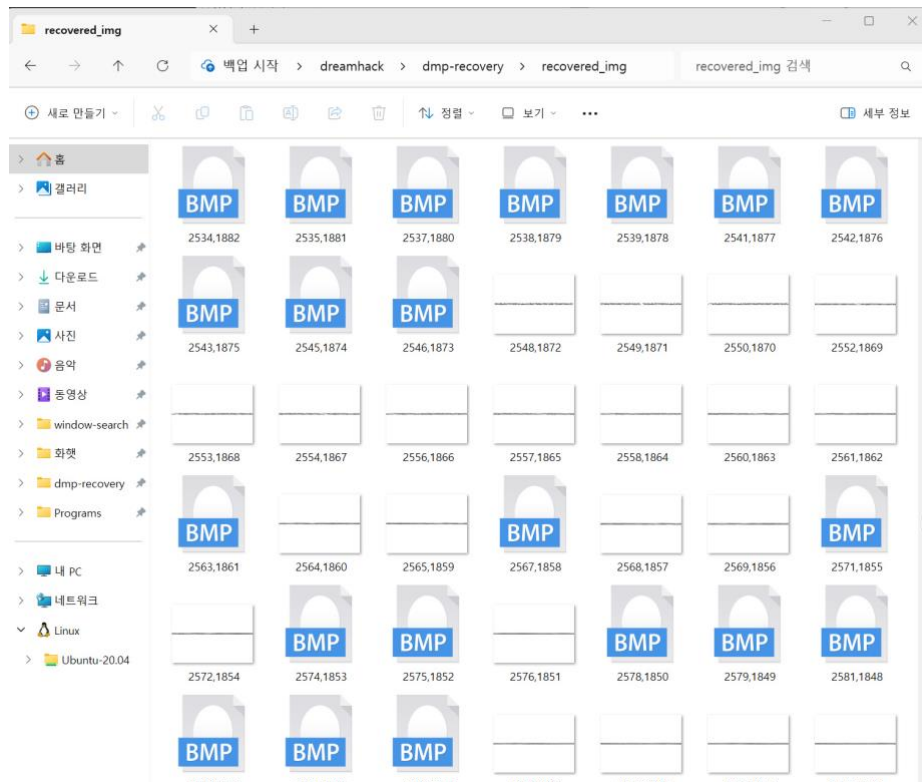 recovered_img
백업 시작 > dreamhack > dmp-recovery > recovered_img
recovered_img 검색
새로 만들기
정렬
보기
세부 정보
홈
갤러리
바탕 화면
다운로드
문서
사진
음악
동영상
window-search
화햇
dmp-recovery
Programs
내 PC
네트워크
Linux
Ubuntu-20.04
BMP BMP BMP BMP BMP BMP BMP
2534,1882 2535,1881 2537,1880 2538,1879 2539,1878 2541,1877 2542,1876
BMP BMP BMP
2543,1875 2545,1874 2546,1873 2548,1872 2549,1871 2550,1870 2552,1869
2553,1868 2554,1867 2556,1866 2557,1865 2558,1864 2560,1863 2561,1862
BMP BMP BMP
2563,1861 2564,1860 2565,1859 2567,1858 2568,1857 2569,1856 2571,1855
BMP BMP BMP BMP BMP
2572,1854 2574,1853 2575,1852 2576,1851 2578,1850 2579,1849 2581,1848
BMP BMP BMP